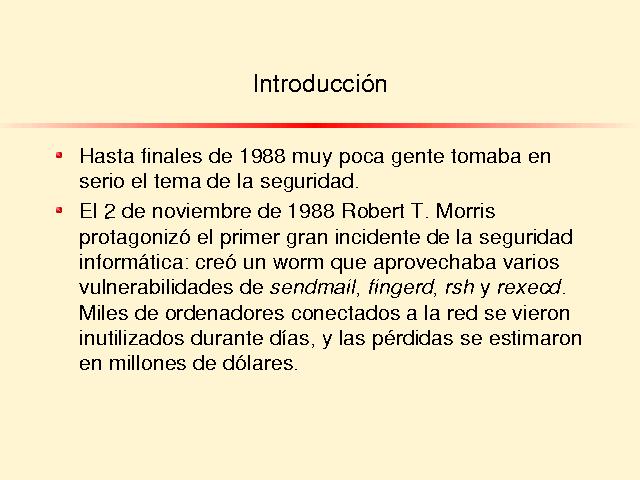 Introducción
Hasta finales de 1988 muy poca gente tomaba en
serio el tema de la seguridad.
El 2 de noviembre de 1988 Robert T. Morris
protagonizó el primer gran incidente de la seguridad
informática: creó un worm que aprovechaba varios
vulnerabilidades de sendmail, fingerd, rsh y rexecd.
Miles de ordenadores conectados a la red se vieron
inutilizados durante días, y las pérdidas se estimaron
en millones de dólares.